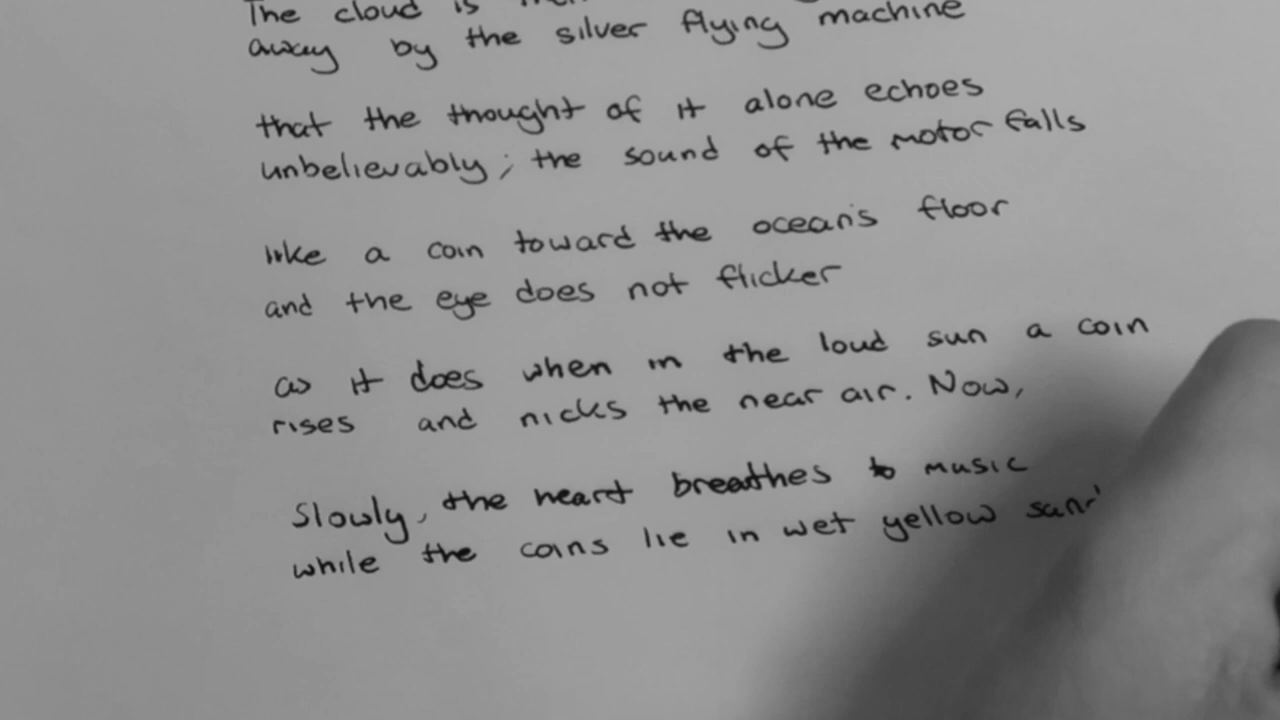 The cloud is
away by the silver flying machine
that the thought of it alone echoes
unbelievably; the sound of the motor falls
like a coin toward the ocean's floor
and the eye does not flicker
as it does when in the loud sun a coin
rises and nicks the near air. Now,
Slowly, the heart breathes to music
while the coins lie in wet yellow